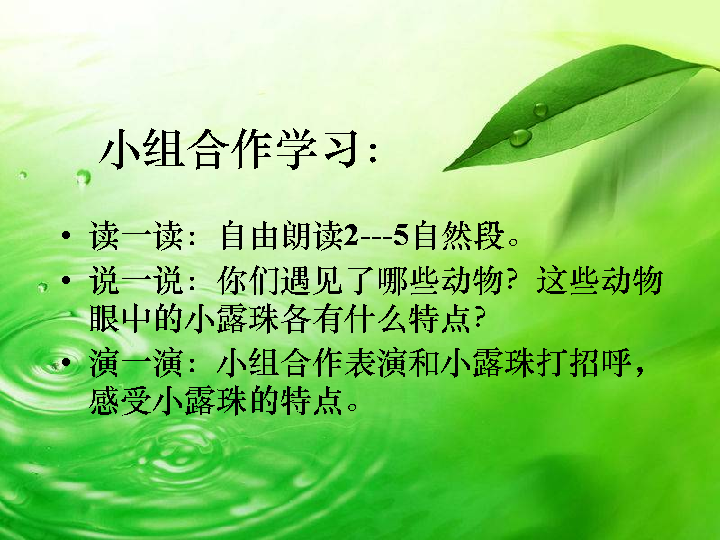 小组合作学习：
• 读一读：自由朗读2---5自然段。
• 说一说：你们遇见了哪些动物？这些动物
眼中的小露珠各有什么特点？
• 演一演：小组合作表演和小露珠打招呼，
感受小露珠的特点。